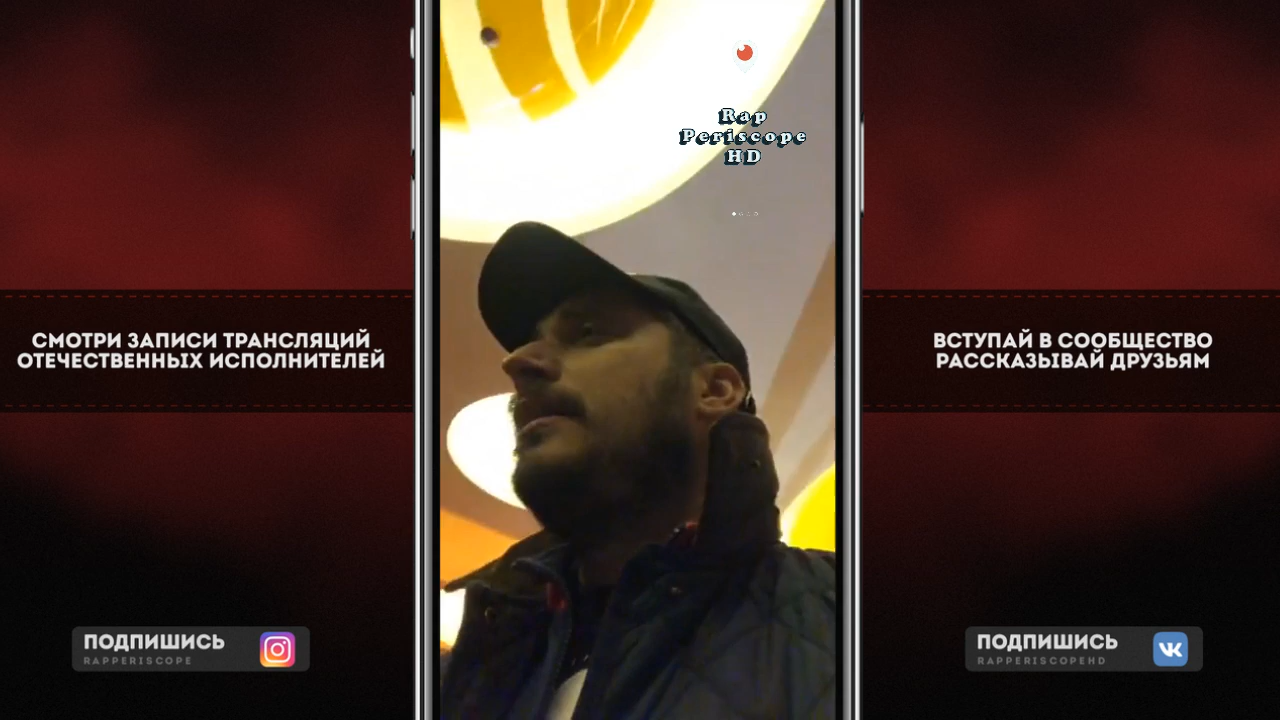 Rap
Periscope
HD
СМОТРИ ЗАПИСИ ТРАНСЛЯЦИЙ
ОТЕЧЕСТВЕННЫХ ИСПОЛНИТЕЛЕЙ
ВСТУПАЙ В СООБЩЕСТВО
РАССКАЗЫВАЙ ДРУЗЬЯМ
ПОДПИШИСЬ
RAPPERISCOPE
ПОДПИШИСЬ
RAPPERISCOPEHD